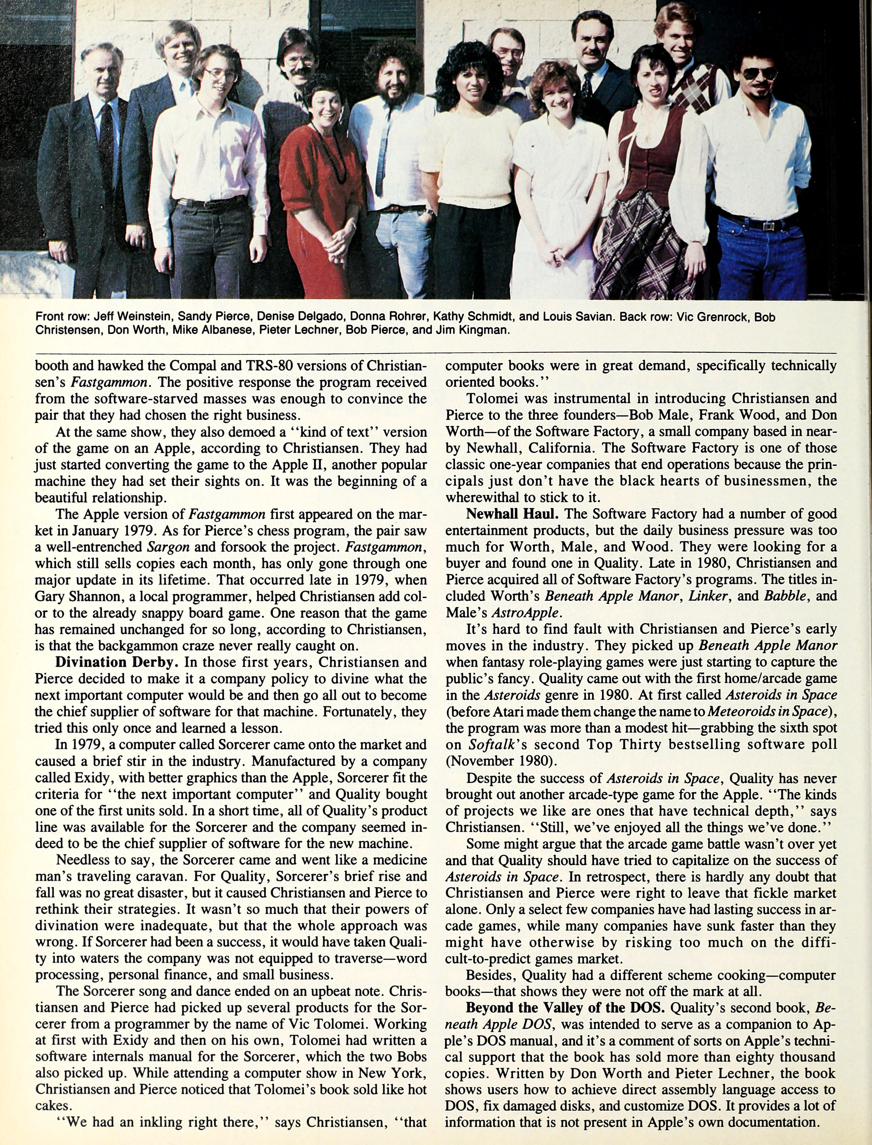 Front row: Jeff Weinstein, Sandy Pierce, Denise Delgado, Donna Rohrer, Kathy Schmidt, and Louis Savian. Back row: Vic Grenrock, Bob
Christensen, Don Worth, Mike Albanese, Pieter Lechner, Bob Pierce, and Jim Kingman.
booth and hawked the Compal and TRS-80 versions of Christian-
sen's Fastgammon. The positive response the program received
from the software-starved masses was enough to convince the
pair that they had chosen the right business.
At the same show, they also demoed a ‘‘kind of text’’ version
of the game on an Apple, according to Christiansen. They had
just started converting the game to the Apple II, another popular
machine they had set their sights on. It was the beginning of a
beautiful relationship.
The Apple version of Fastgammon first appeared on the mar-
ket in January 1979. As for Pierce's chess program, the pair saw
a well-entrenched Sargon and forsook the project. Fastgammon,
which still sells copies each month, has only gone through one
major update in its lifetime. That occurred late in 1979, when
Gary Shannon, a local programmer, helped Christiansen add col-
or to the already snappy board game. One reason that the game
has remained unchanged for so long, according to Christiansen,
is that the backgammon craze never really caught on.
Divination Derby. In those first years, Christiansen and
Pierce decided to make it a company policy to divine what the
next important computer would be and then go all out to become
the chief supplier of software for that machine. Fortunately, they
tried this only once and learned a lesson.
In 1979, a computer called Sorcerer came onto the market and
caused a brief stir in the industry. Manufactured by a company
called Exidy, with better graphics than the Apple, Sorcerer fit the
criteria for ‘‘the next important computer’’ and Quality bought
one of the first units sold. In a short time, all of Quality's product
line was available for the Sorcerer and the company seemed in-
deed to be the chief supplier of software for the new machine.
Needless to say, the Sorcerer came and went like a medicine
man's traveling caravan. For Quality, Sorcerer's brief rise and
fall was no great disaster, but it caused Christiansen and Pierce to
rethink their strategies. It wasn't so much that their powers of
divination were inadequate, but that the whole approach was
wrong. If Sorcerer had been a success, it would have taken Quali-
ty into waters the company was not equipped to traverse—word
processing, personal finance, and small business.
The Sorcerer song and dance ended on an upbeat note. Chris-
tiansen and Pierce had picked up several products for the Sor-
cerer from a programmer by the name of Vic Tolomei. Working
at first with Exidy and then on his own, Tolomei had written a
software internals manual for the Sorcerer, which the two Bobs
also picked up. While attending a computer show in New York,
Christiansen and Pierce noticed that Tolomei's book sold like hot
cakes.
‘‘We had an inkling right there,’’ says Christiansen, ‘‘that
computer books were in great demand, specifically technically
oriented books.’’
Tolomei was instrumental in introducing Christiansen and
Pierce to the three founders—Bob Male, Frank Wood, and Don
Worth—of the Software Factory, a small company based in near-
by Newhall, California. The Software Factory is one of those
classic one-year companies that end operations because the prin-
cipals just don't have the black hearts of businessmen, the
wherewithal to stick to it.
Newhall Haul. The Software Factory had a number of good
entertainment products, but the daily business pressure was too
much for Worth, Male, and Wood. They were looking for a
buyer and found one in Quality. Late in 1980, Christiansen and
Pierce acquired all of Software Factory's programs. The titles in-
cluded Worth's Beneath Apple Manor, Linker, and Babble, and
Male's AstroApple.
It's hard to find fault with Christiansen and Pierce's early
moves in the industry. They picked up Beneath Apple Manor
when fantasy role-playing games were just starting to capture the
public's fancy. Quality came out with the first home/arcade game
in the Asteroids genre in 1980. At first called Asteroids in Space
(before Atari made them change the name to Meteoroids in Space),
the program was more than a modest hit—grabbing the sixth spot
on Softalk's second Top Thirty bestselling software poll
(November 1980).
Despite the success of Asteroids in Space, Quality has never
brought out another arcade-type game for the Apple. ‘‘The kinds
of projects we like are ones that have technical depth,’’ says
Christiansen. ‘‘Still, we've enjoyed all the things we've done.’’
Some might argue that the arcade game battle wasn't over yet
and that Quality should have tried to capitalize on the success of
Asteroids in Space. In retrospect, there is hardly any doubt that
Christiansen and Pierce were right to leave that fickle market
alone. Only a select few companies have had lasting success in ar-
cade games, while many companies have sunk faster than they
might have otherwise by risking too much on the diffi-
cult-to-predict games market.
Besides, Quality had a different scheme cooking—computer
books—that shows they were not off the mark at all.
Beyond the Valley of the DOS. Quality's second book, Be-
neath Apple DOS, was intended to serve as a companion to Ap-
ple's DOS manual, and it's a comment of sorts on Apple's techni-
cal support that the book has sold more than eighty thousand
copies. Written by Don Worth and Pieter Lechner, the book
shows users how to achieve direct assembly language access to
DOS, fix damaged disks, and customize DOS. It provides a lot of
information that is not present in Apple's own documentation.